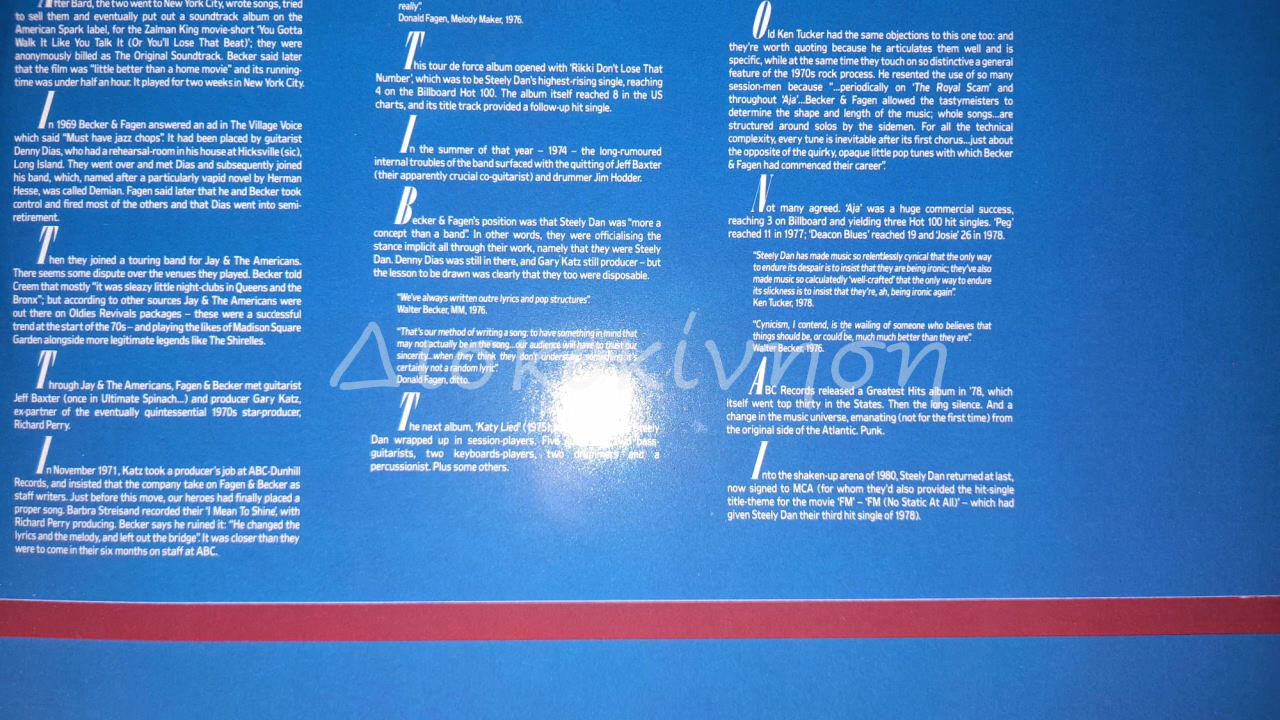 After Bard, the two went to New York City, wrote songs, tried
to sell them and eventually put out a soundtrack album on the
American Spark label, for the Zalman King movie-short 'You Gotta
Walk It Like You Talk It (Or You'll Lose That Beat)'; they were
anonymously billed as The Original Soundtrack. Becker said later
that the film was "little better than a home movie" and its running-
time was under half an hour. It played for two weeks in New York City.
In 1969 Becker & Fagen answered an ad in The Village Voice
which said "Must have jazz chops". It had been placed by guitarist
Denny Dias, who had a rehearsal-room in his house at Hicksville (sic),
Long Island. They went over and met Dias and subsequently joined
his band, which, named after a particularly vapid novel by Herman
Hesse, was called Demian. Fagen said later that he and Becker took
control and fired most of the others and that Dias went into semi-
retirement.
Then they joined a touring band for Jay & The Americans.
There seems some dispute over the venues they played. Becker told
Creem that mostly "it was sleazy little night-clubs in Queens and the
Bronx"; but according to other sources Jay & The Americans were
out there on Oldies Revivals packages – these were a successful
trend at the start of the 70s – and playing the likes of Madison Square
Garden alongside more legitimate legends like The Shirelles.
Through Jay & The Americans, Fagen & Becker met guitarist
Jeff Baxter (once in Ultimate Spinach...) and producer Gary Katz,
ex-partner of the eventually quintessential 1970s star-producer,
Richard Perry.
In November 1971, Katz took a producer's job at ABC-Dunhill
Records, and insisted that the company take on Fagen & Becker as
staff writers. Just before this move, our heroes had finally placed a
proper song. Barbra Streisand recorded their 'I Mean To Shine', with
Richard Perry producing. Becker says he ruined it: "He changed the
lyrics and the melody, and left out the bridge". It was closer than they
were to come in their six months on staff at ABC.
really".
Donald Fagen, Melody Maker, 1976.
This tour de force album opened with 'Rikki Don't Lose That
Number', which was to be Steely Dan's highest-rising single, reaching
4 on the Billboard Hot 100. The album itself reached 8 in the US
charts, and its title track provided a follow-up hit single.
In the summer of that year – 1974 – the long-rumoured
internal troubles of the band surfaced with the quitting of Jeff Baxter
(their apparently crucial co-guitarist) and drummer Jim Hodder.
Becker & Fagen's position was that Steely Dan was "more a
concept than a band". In other words, they were officialising the
stance implicit all through their work, namely that they were Steely
Dan. Denny Dias was still in there, and Gary Katz still producer – but
the lesson to be drawn was clearly that they too were disposable.
"We've always written outre lyrics and pop structures".
Walter Becker, MM, 1976.
"That's our method of writing a song: to have something in mind that
may not actually be in the song...our audience will have to trust our
sincerity...when they think they don't understand something it's
certainly not a random lyric".
Donald Fagen, ditto.
The next album, 'Katy Lied' (1975), Steely
Dan wrapped up in session-players. Five bass-
guitarists, two keyboards-players, two drummers and a
percussionist. Plus some others.
Old Ken Tucker had the same objections to this one too: and
they're worth quoting because he articulates them well and is
specific, while at the same time they touch on so distinctive a general
feature of the 1970s rock process. He resented the use of so many
session-men because "...periodically on 'The Royal Scam' and
throughout 'Aja'...Becker & Fagen allowed the tastymeisters to
determine the shape and length of the music; whole songs...are
structured around solos by the sidemen. For all the technical
complexity, every tune is inevitable after its first chorus...just about
the opposite of the quirky, opaque little pop tunes with which Becker
& Fagen had commenced their career".
Not many agreed. 'Aja' was a huge commercial success,
reaching 3 on Billboard and yielding three Hot 100 hit singles. 'Peg'
reached 11 in 1977; 'Deacon Blues' reached 19 and 'Josie' 26 in 1978.
"Steely Dan has made music so relentlessly cynical that the only way
to endure its despair is to insist that they are being ironic; they've also
made music so calculatedly 'well-crafted' that the only way to endure
its slickness is to insist that they're, ah, being ironic again".
Ken Tucker, 1978.
"Cynicism, I contend, is the wailing of someone who believes that
things should be, or could be, much much better than they are".
Walter Becker, 1976.
ABC Records released a Greatest Hits album in '78, which
itself went top thirty in the States. Then the long silence. And a
change in the music universe, emanating (not for the first time) from
the original side of the Atlantic. Punk.
Into the shaken-up arena of 1980, Steely Dan returned at last,
now signed to MCA (for whom they'd also provided the hit-single
title-theme for the movie 'FM' – 'FM (No Static At All)' – which had
given Steely Dan their third hit single of 1978).
Δισκοκίνηση